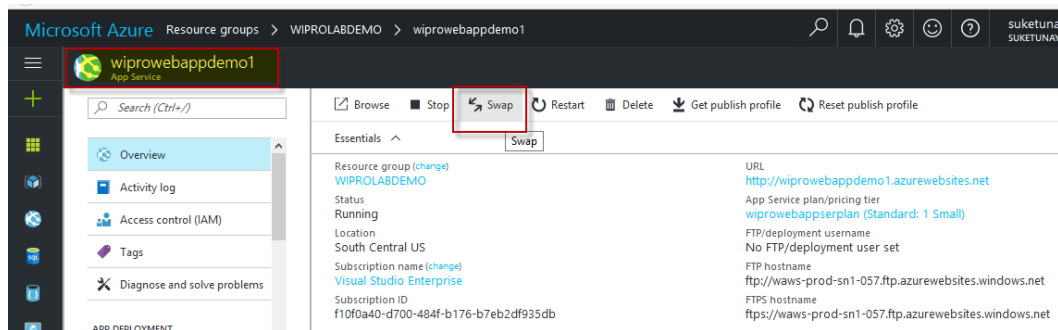 Microsoft Azure Resource groups > WIPROLABDEMO > wiprowebappdemo1
suketuna
SUKETUNAY
wiprowebappdemo1
App Service
Search (Ctrl+/)
Browse Stop Swap Restart Delete Get publish profile Reset publish profile
Swap
Essentials
Overview
Activity log
Access control (IAM)
Tags
Diagnose and solve problems
APP DEPLOYMENT
SQL
Resource group (change)
WIPROLABDEMO
Status
Running
Location
South Central US
Subscription name (change)
Visual Studio Enterprise
Subscription ID
f10f0a40-d700-484f-b176-b7eb2df935db
URL
http://wiprowebappdemo1.azurewebsites.net
App Service plan/pricing tier
wiprowebappserplan (Standard: 1 Small)
FTP/deployment username
No FTP/deployment user set
FTP hostname
ftp://waws-prod-sn1-057.ftp.azurewebsites.windows.net
FTPS hostname
ftps://waws-prod-sn1-057.ftp.azurewebsites.windows.net